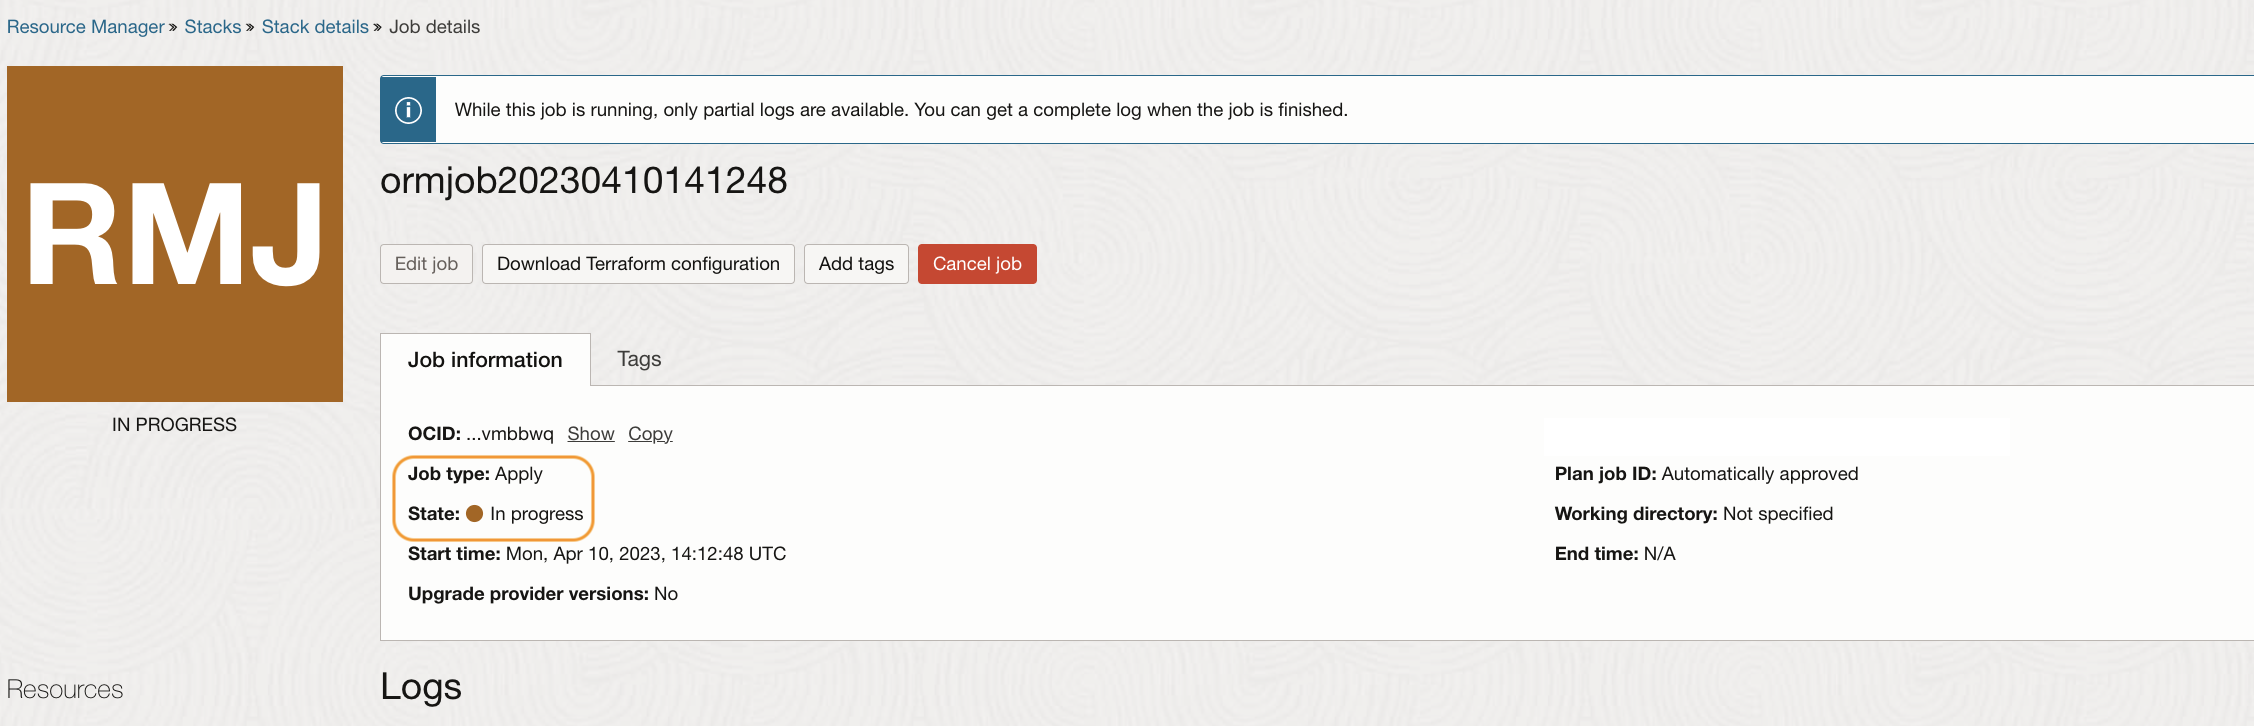 Resource Manager » Stacks » Stack details » Job details
RMJ
IN PROGRESS
While this job is running, only partial logs are available. You can get a complete log when the job is finished.
ormjob20230410141248
Edit job Download Terraform configuration Add tags Cancel job
Job information Tags
OCID: ...vmbbwq Show Copy
Job type: Apply
State: In progress
Start time: Mon, Apr 10, 2023, 14:12:48 UTC
Upgrade provider versions: No
Plan job ID: Automatically approved
Working directory: Not specified
End time: N/A
Resources
Logs